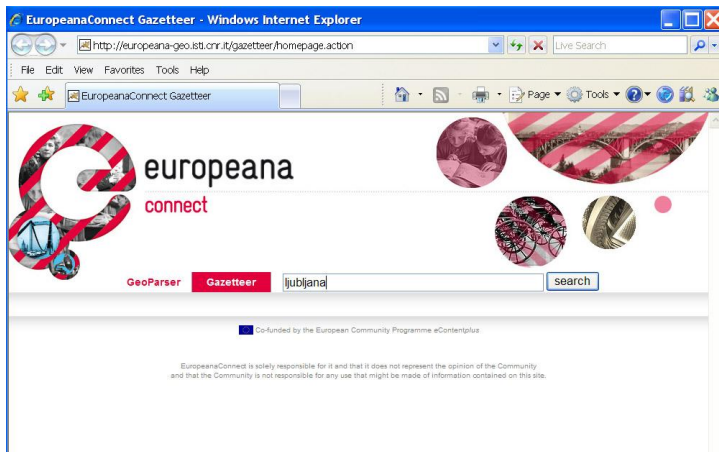 EuropeanaConnect Gazetteer - Windows Internet Explorer
http://europeana-geo.isti.cnr.it/gazetteer/homepage.action
Live Search
File Edit View Favorites Tools Help
EuropeanaConnect Gazetteer
Page Tools
europeana
connect
GeoParser Gazetteer ljubljana search
Co-funded by the European Community Programme eContentplus
EuropeanaConnect is solely responsible for it and that it does not represent the opinion of the Community
and that the Community is not responsible for any use that might be made of information contained on this site.